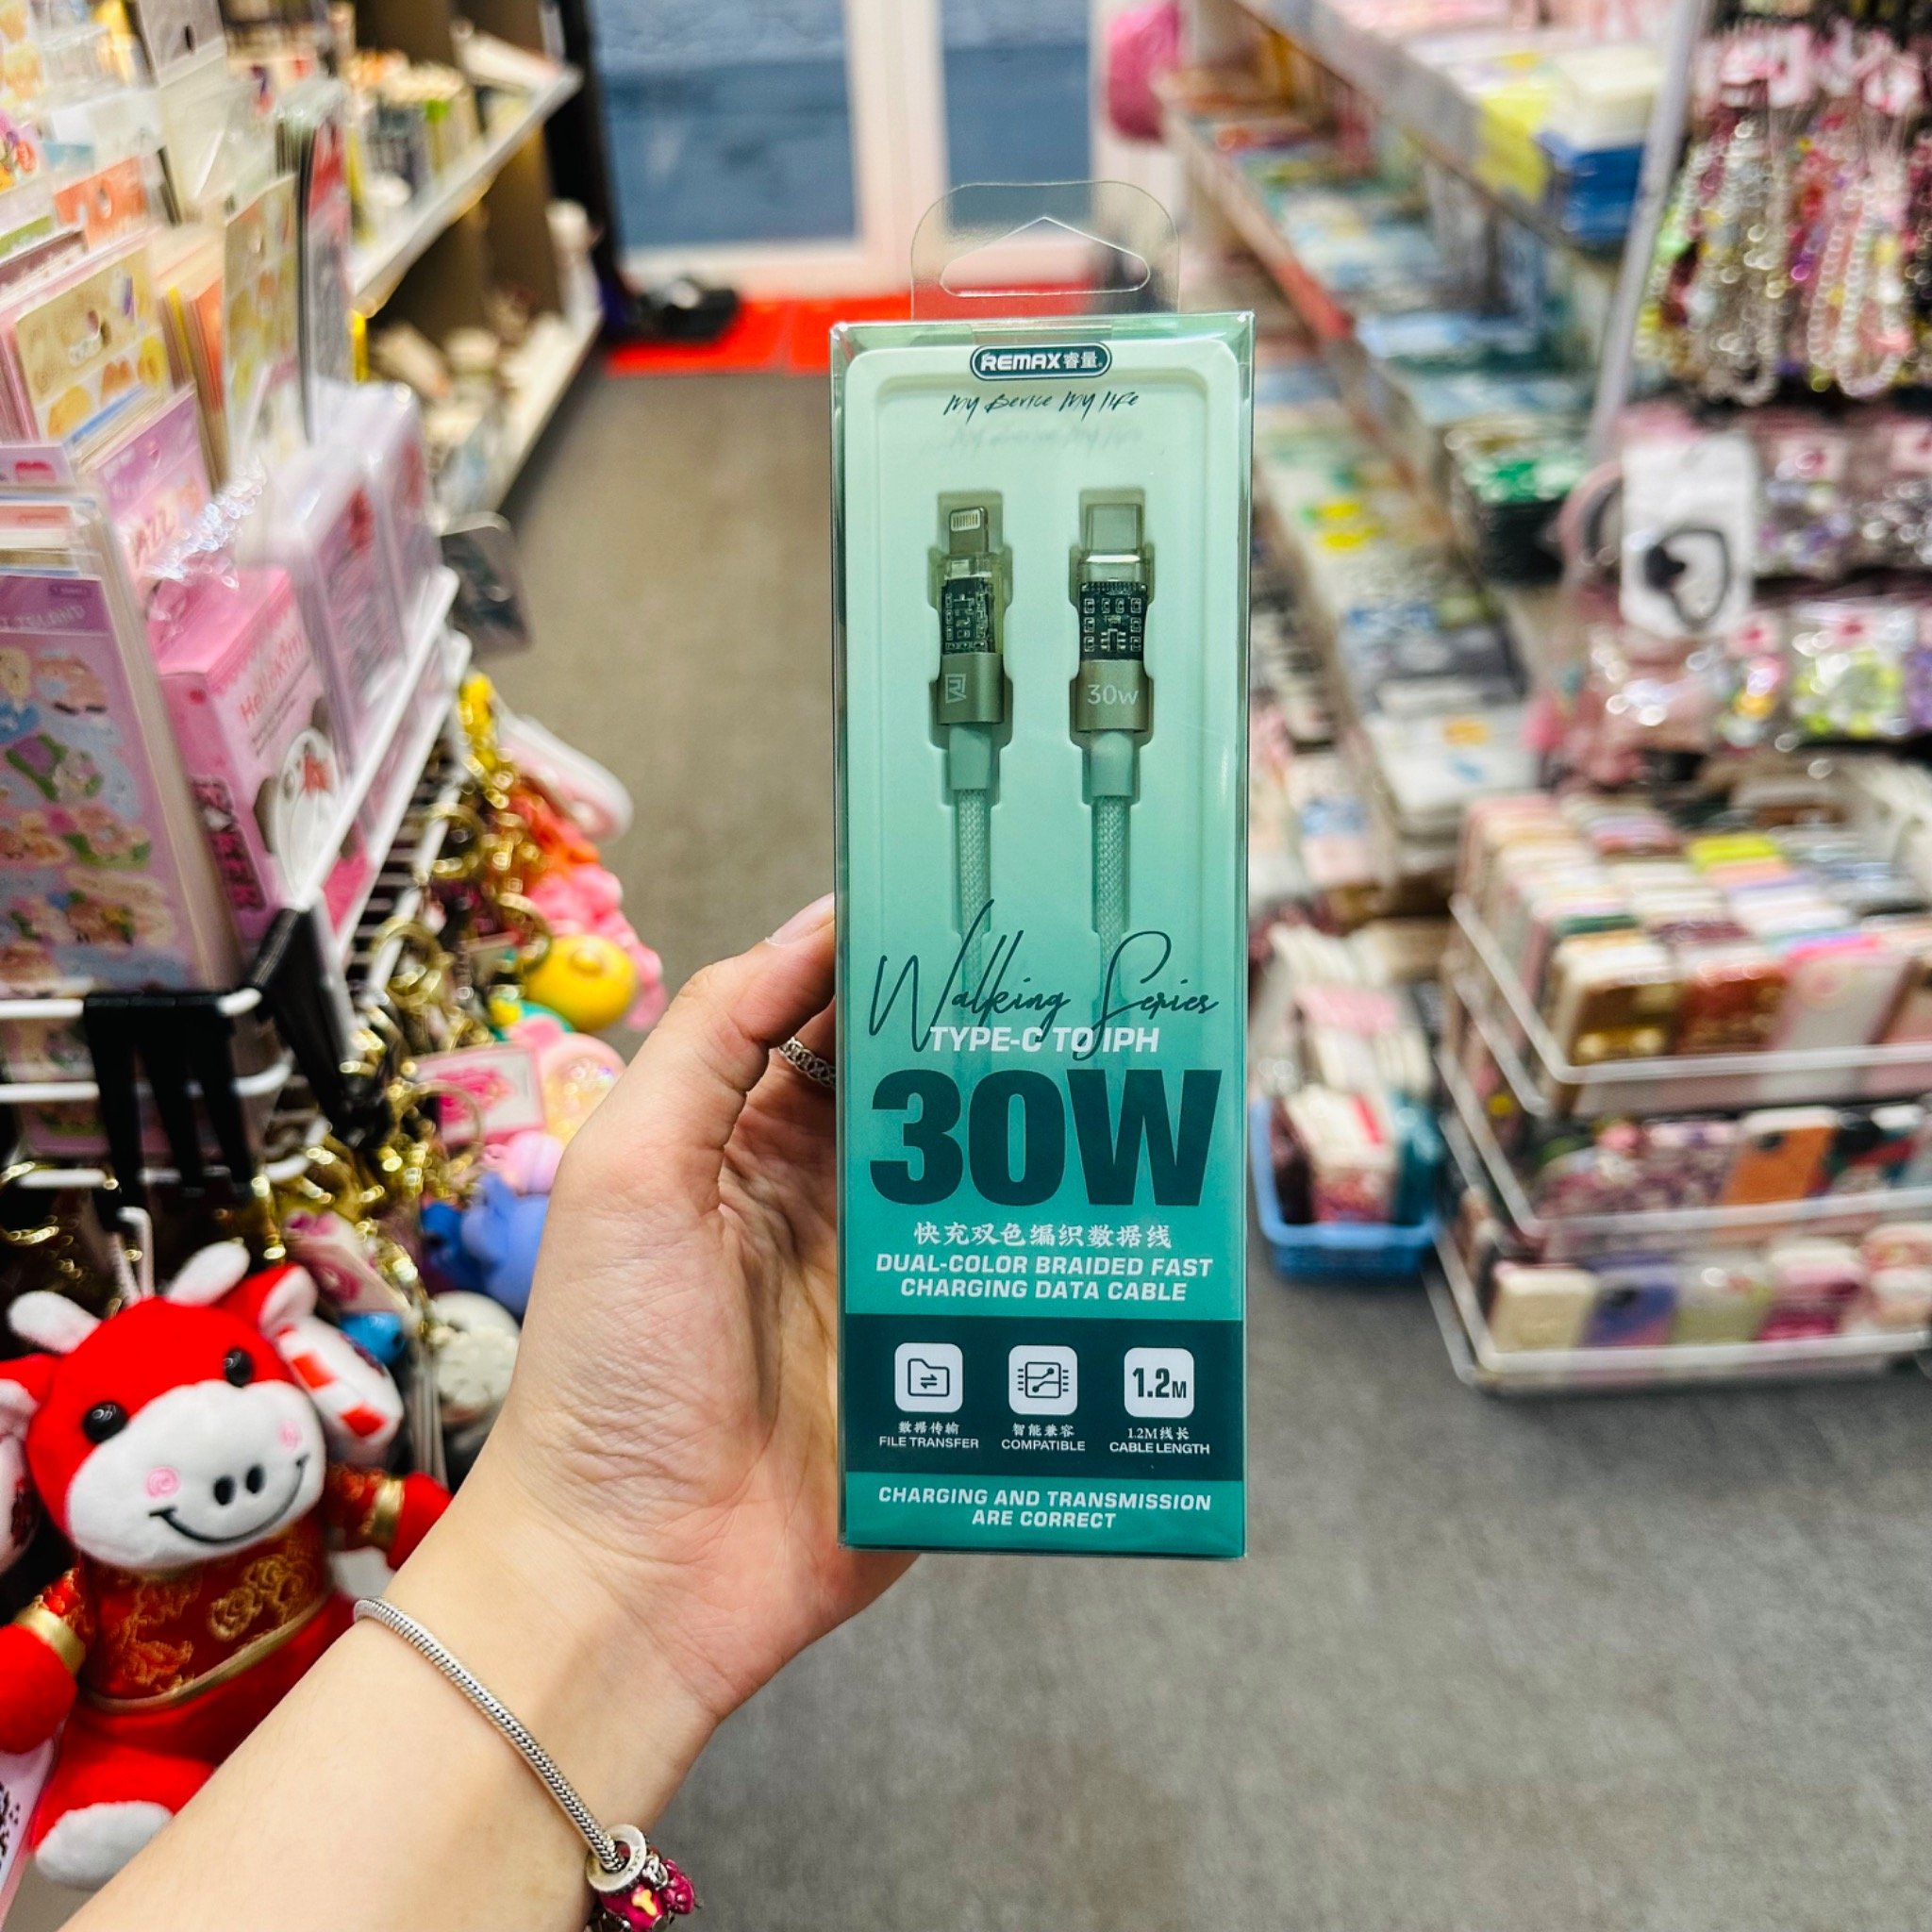 REMAX睿量
My Device My life
30w
Walking Series
TYPE-C TO IPH
30W
快充双色编织数据线
DUAL-COLOR BRAIDED FAST
CHARGING DATA CABLE
1.2M
数据传输
FILE TRANSFER
智能兼容
COMPATIBLE
1.2M线长
CABLE LENGTH
CHARGING AND TRANSMISSION
ARE CORRECT